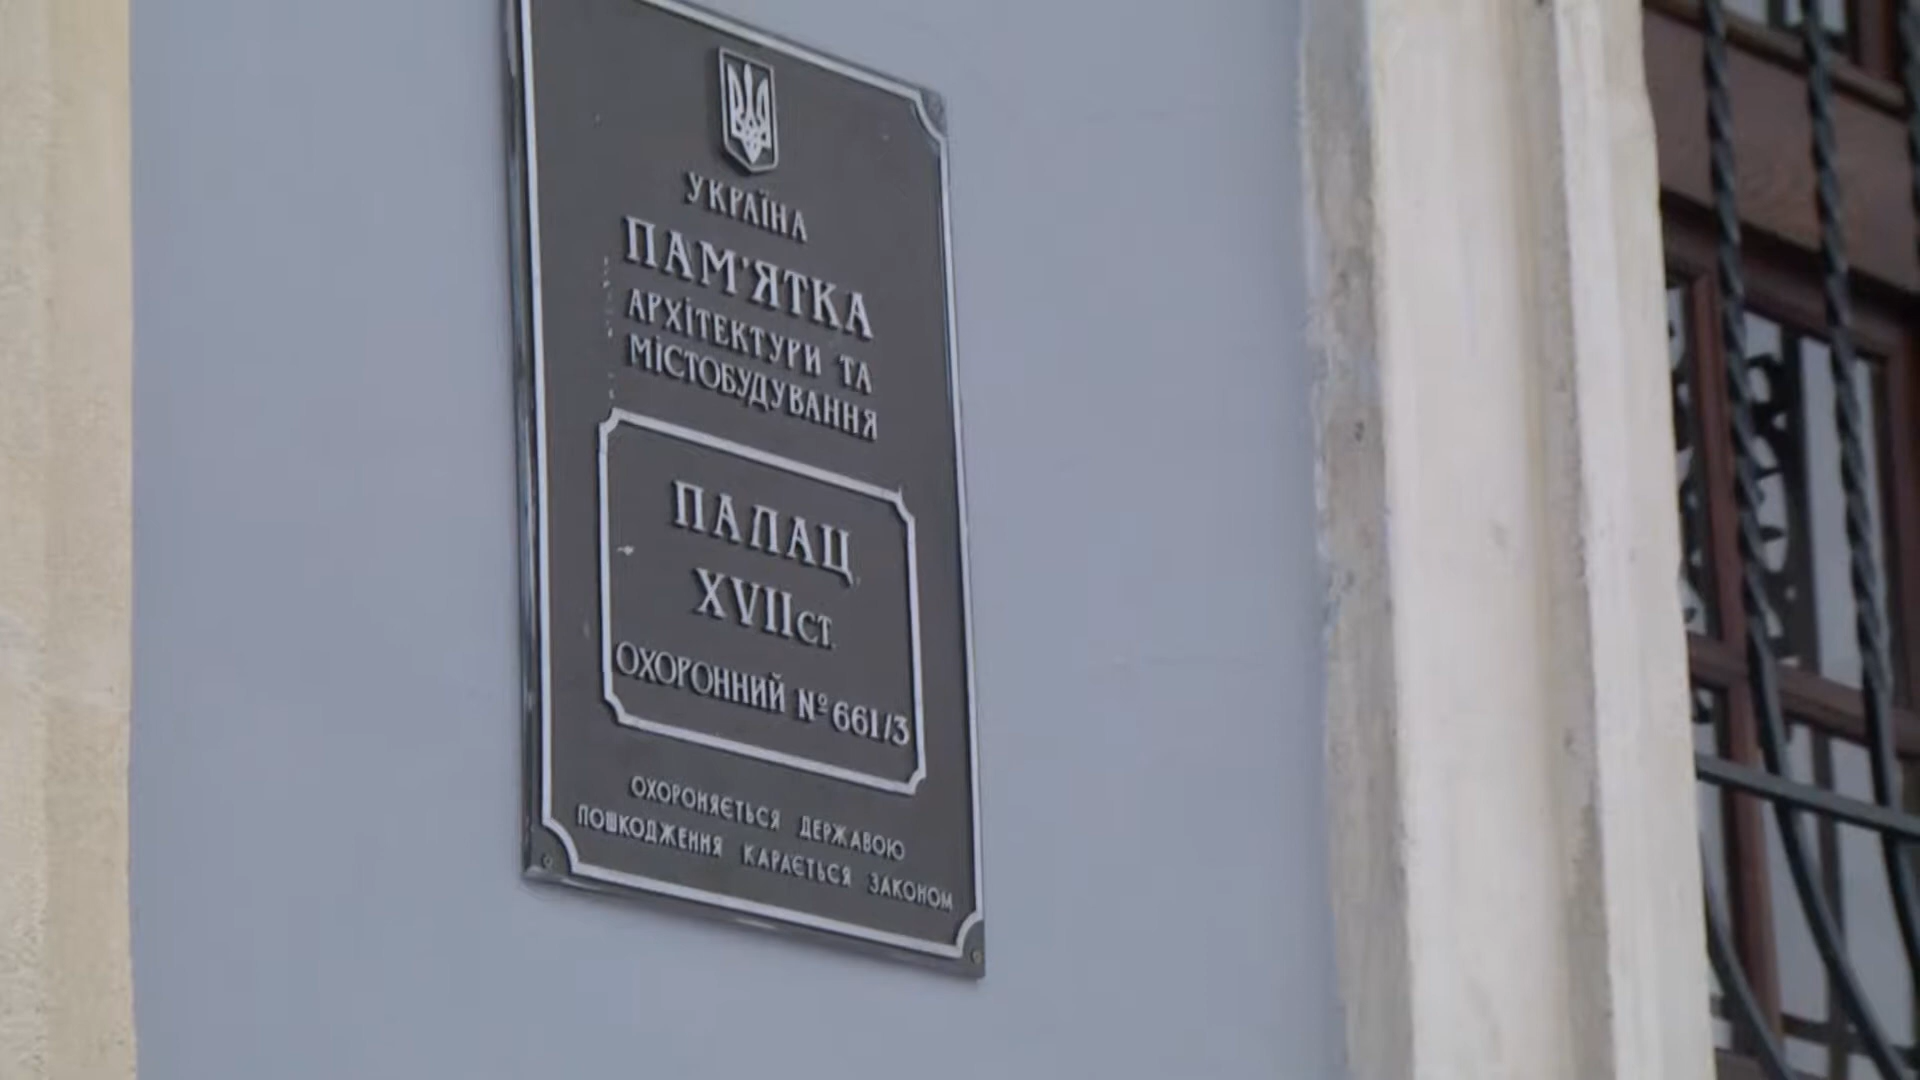 УКРАЇНА
ПАМ'ЯТКА
АРХІТЕКТУРИ ТА
МІСТОБУДУВАННЯ
ПАЛАЦ
XVII СТ.
ОХОРОННИЙ № 661/3
ОХОРОНЯЄТЬСЯ ДЕРЖАВОЮ
ПОШКОДЖЕННЯ КАРАЄТЬСЯ ЗАКОНОМ